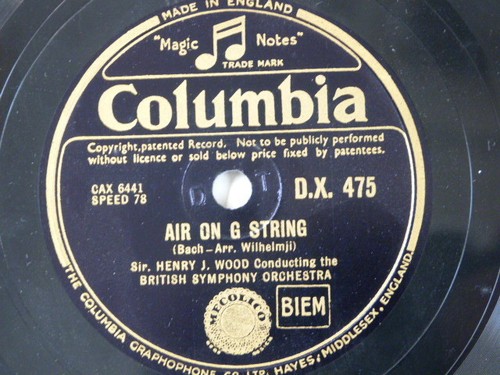 MADE IN ENGLAND
"Magic Notes"
TRADE MARK
Columbia
Copyright, patented Record. Not to be publicly performed
without licence or sold below price fixed by patentees.
CAX 6441
SPEED 78
D.X. 475
AIR ON G STRING
(Bach-Arr. Wilhelmji)
Sir. HENRY J. WOOD Conducting the
BRITISH SYMPHONY ORCHESTRA
MECOLICO
BIEM
THE COLUMBIA GRAPHOPHONE CO LTD. HAYES, MIDDLESEX, ENGLAND.